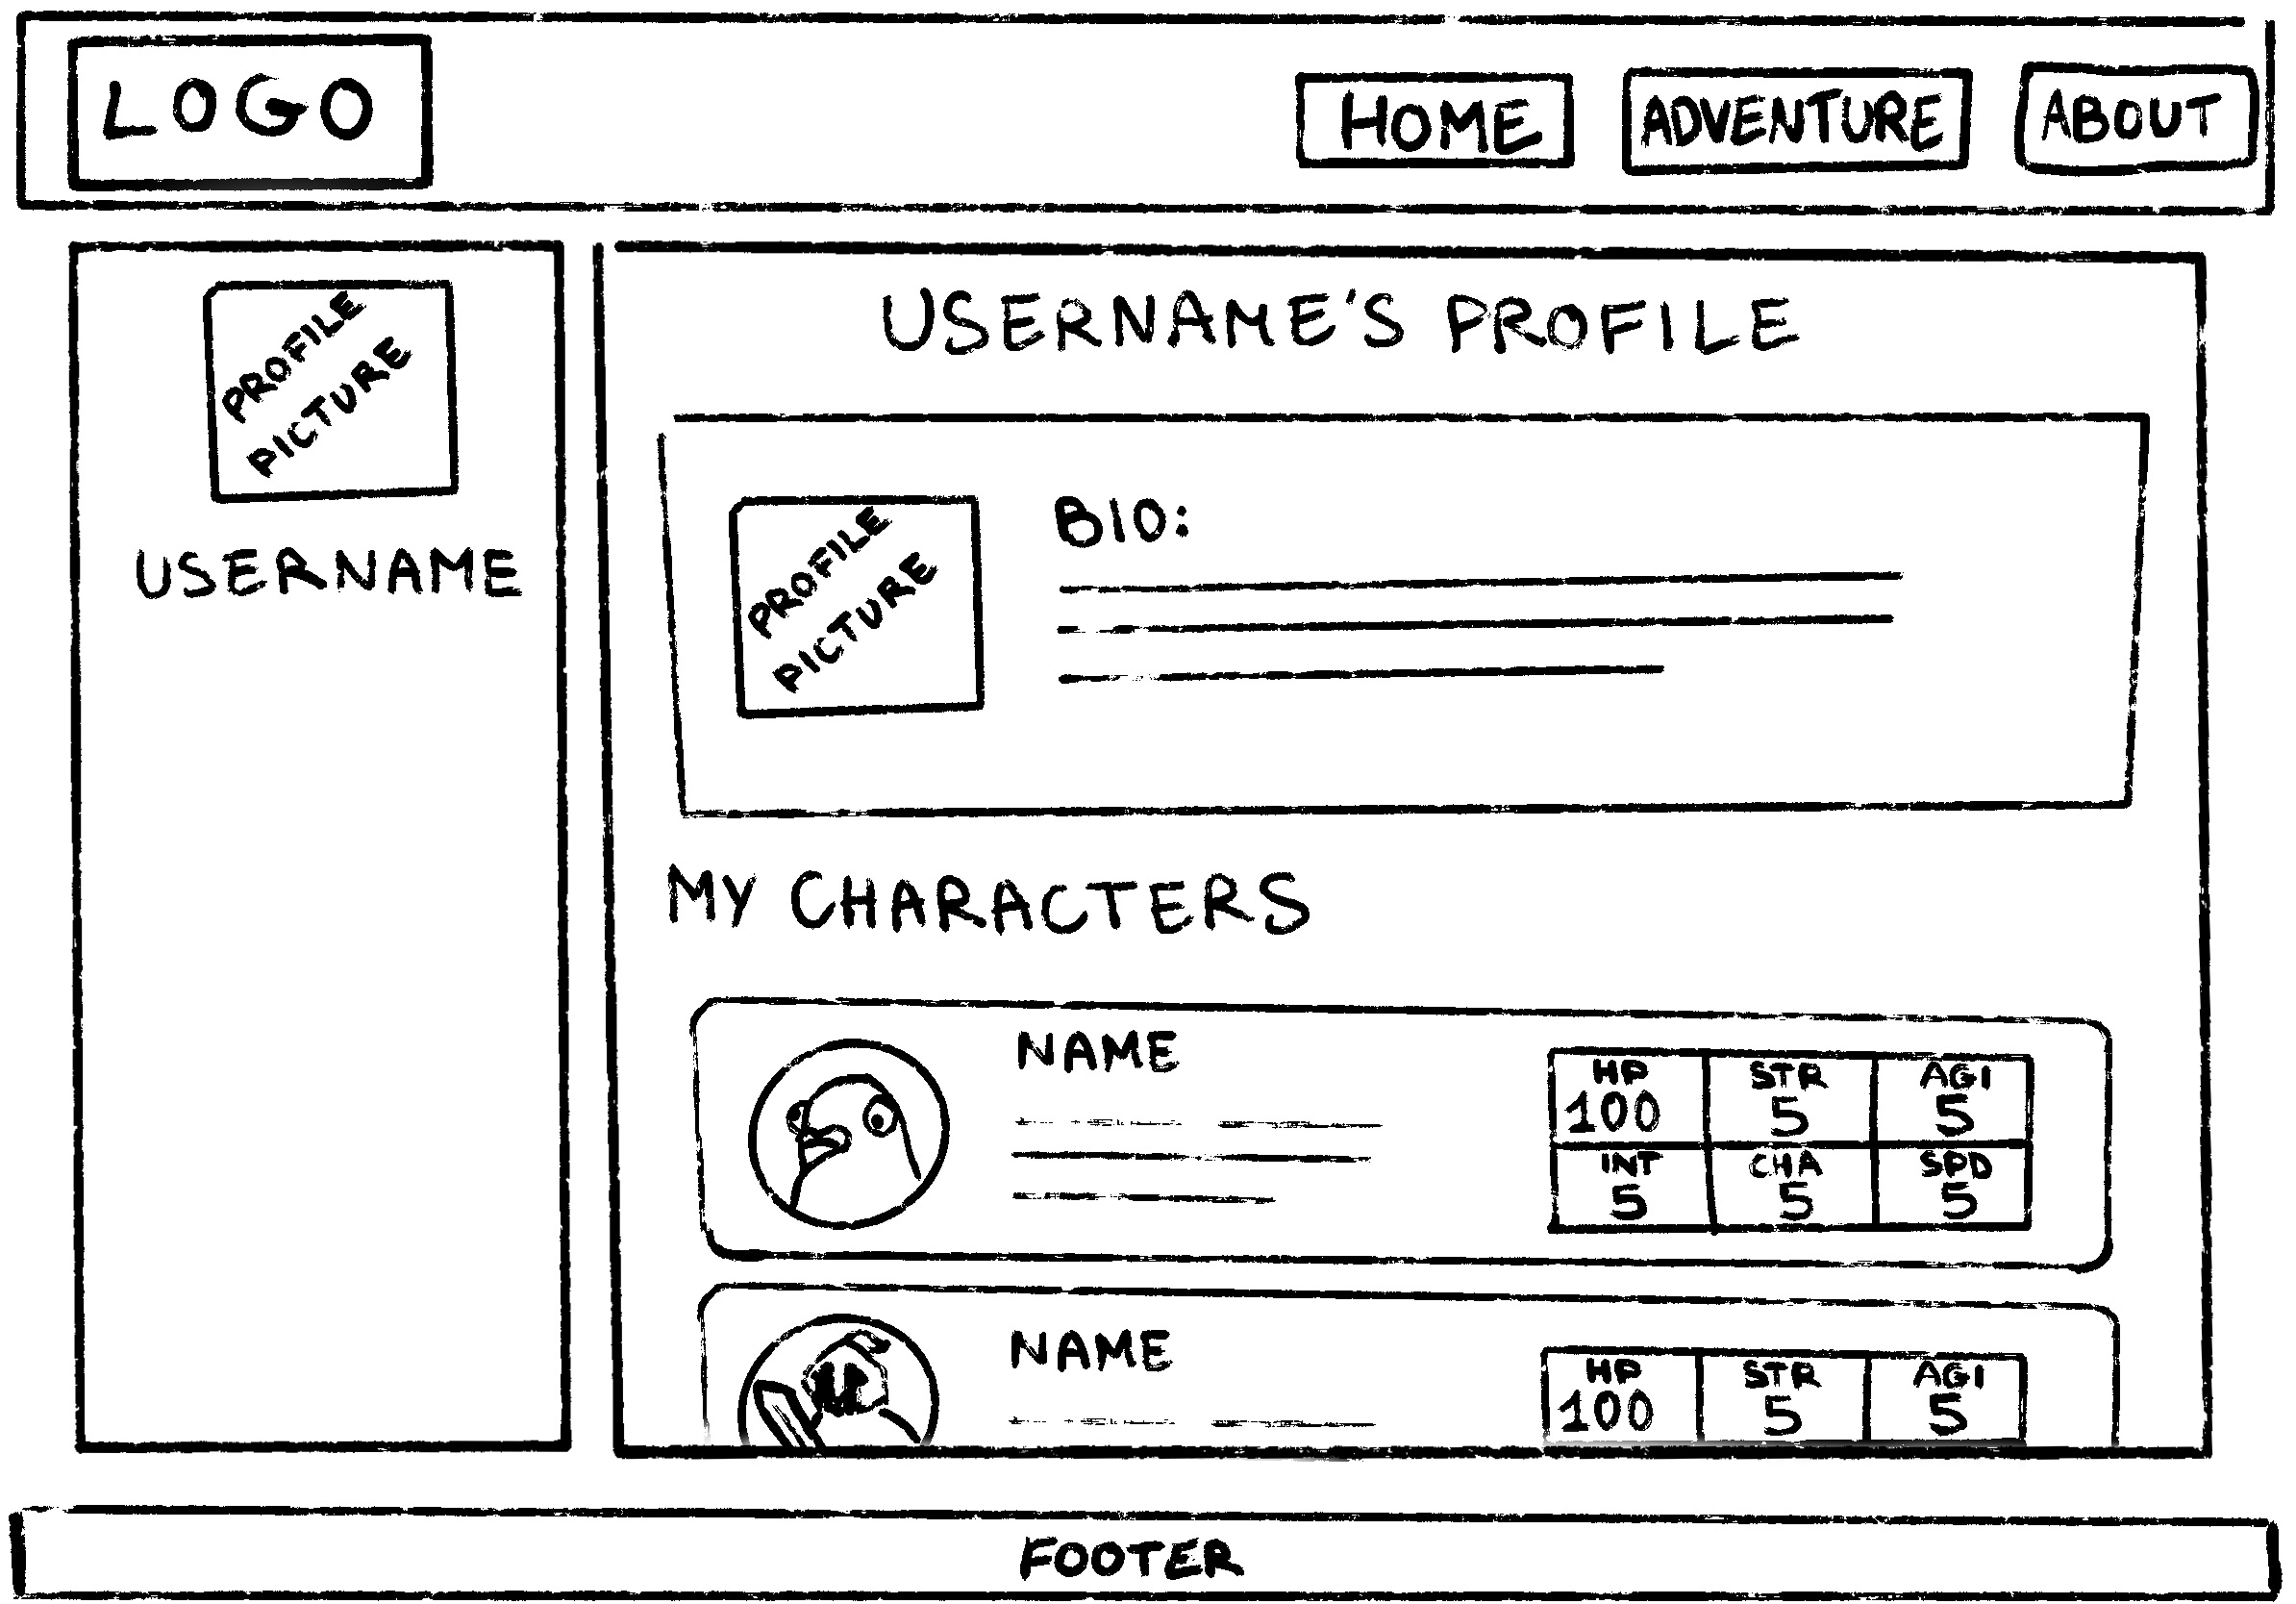 LOGO
HOME ADVENTURE ABOUT
PROFILE
PICTURE
USERNAME
USERNAME'S PROFILE
PROFILE
PICTURE
BIO:
MY CHARACTERS
NAME
HP STR AGI
100 5 5
INT CHA SPD
5 5 5
NAME
HP STR AGI
100 5 5
FOOTER